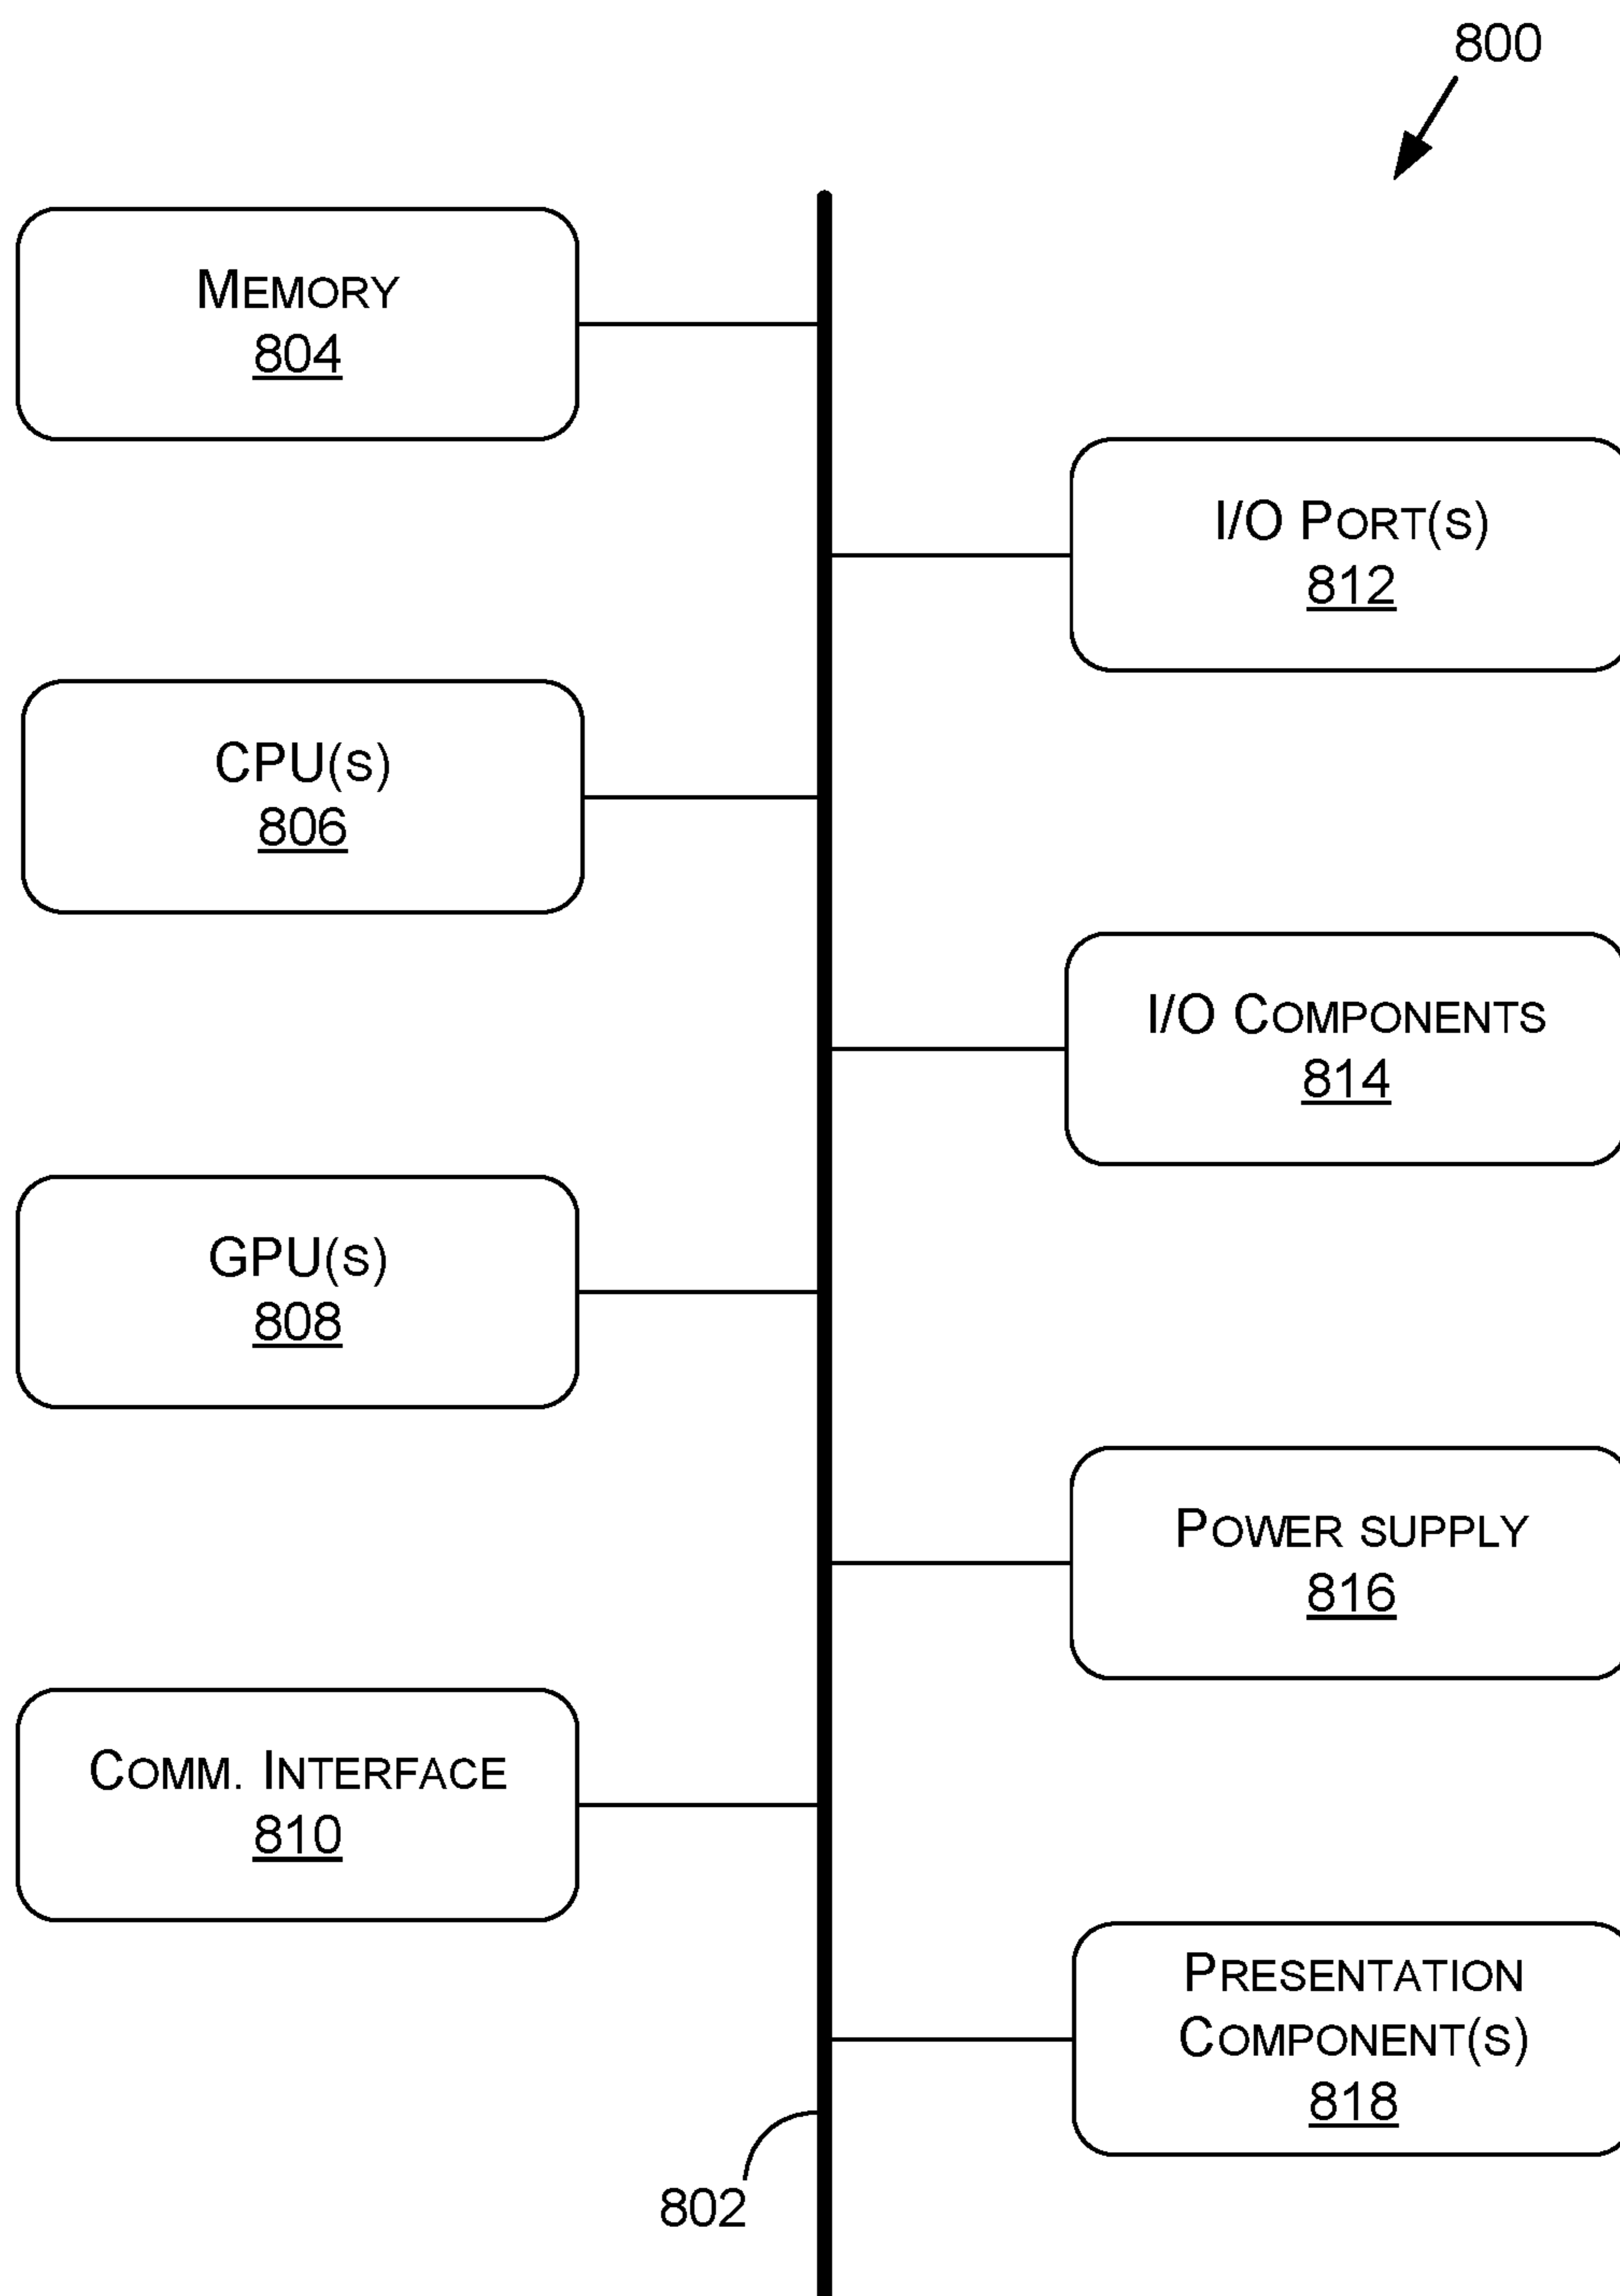 800
MEMORY
804
I/O PORT(S)
812
CPU(S)
806
I/O COMPONENTS
814
GPU(S)
808
POWER SUPPLY
816
COMM. INTERFACE
810
PRESENTATION
COMPONENT(S)
818
802